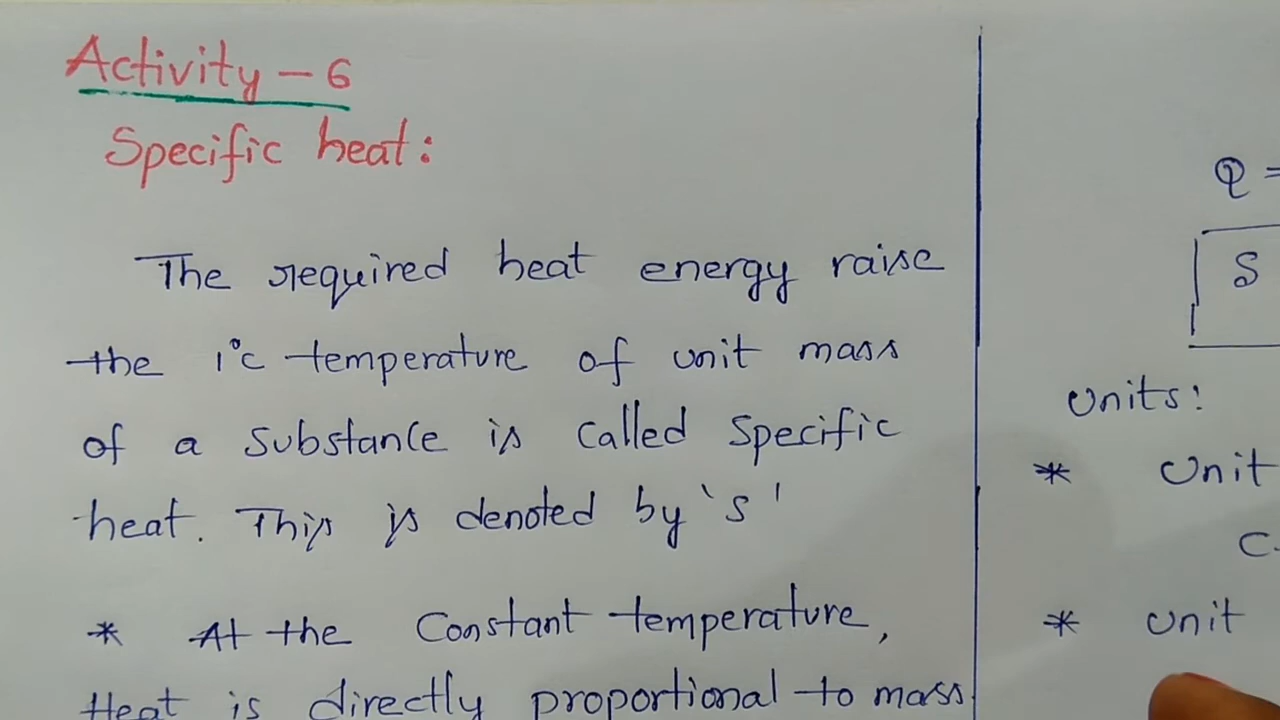 Activity - 6
Specific heat:
The required heat energy raise
the 1°c temperature of unit mass
of a substance is called specific
heat. This is denoted by 's'
* At the constant temperature,
Heat is directly proportional to mass
Q =
S
Units:
* Unit
C.
* Unit